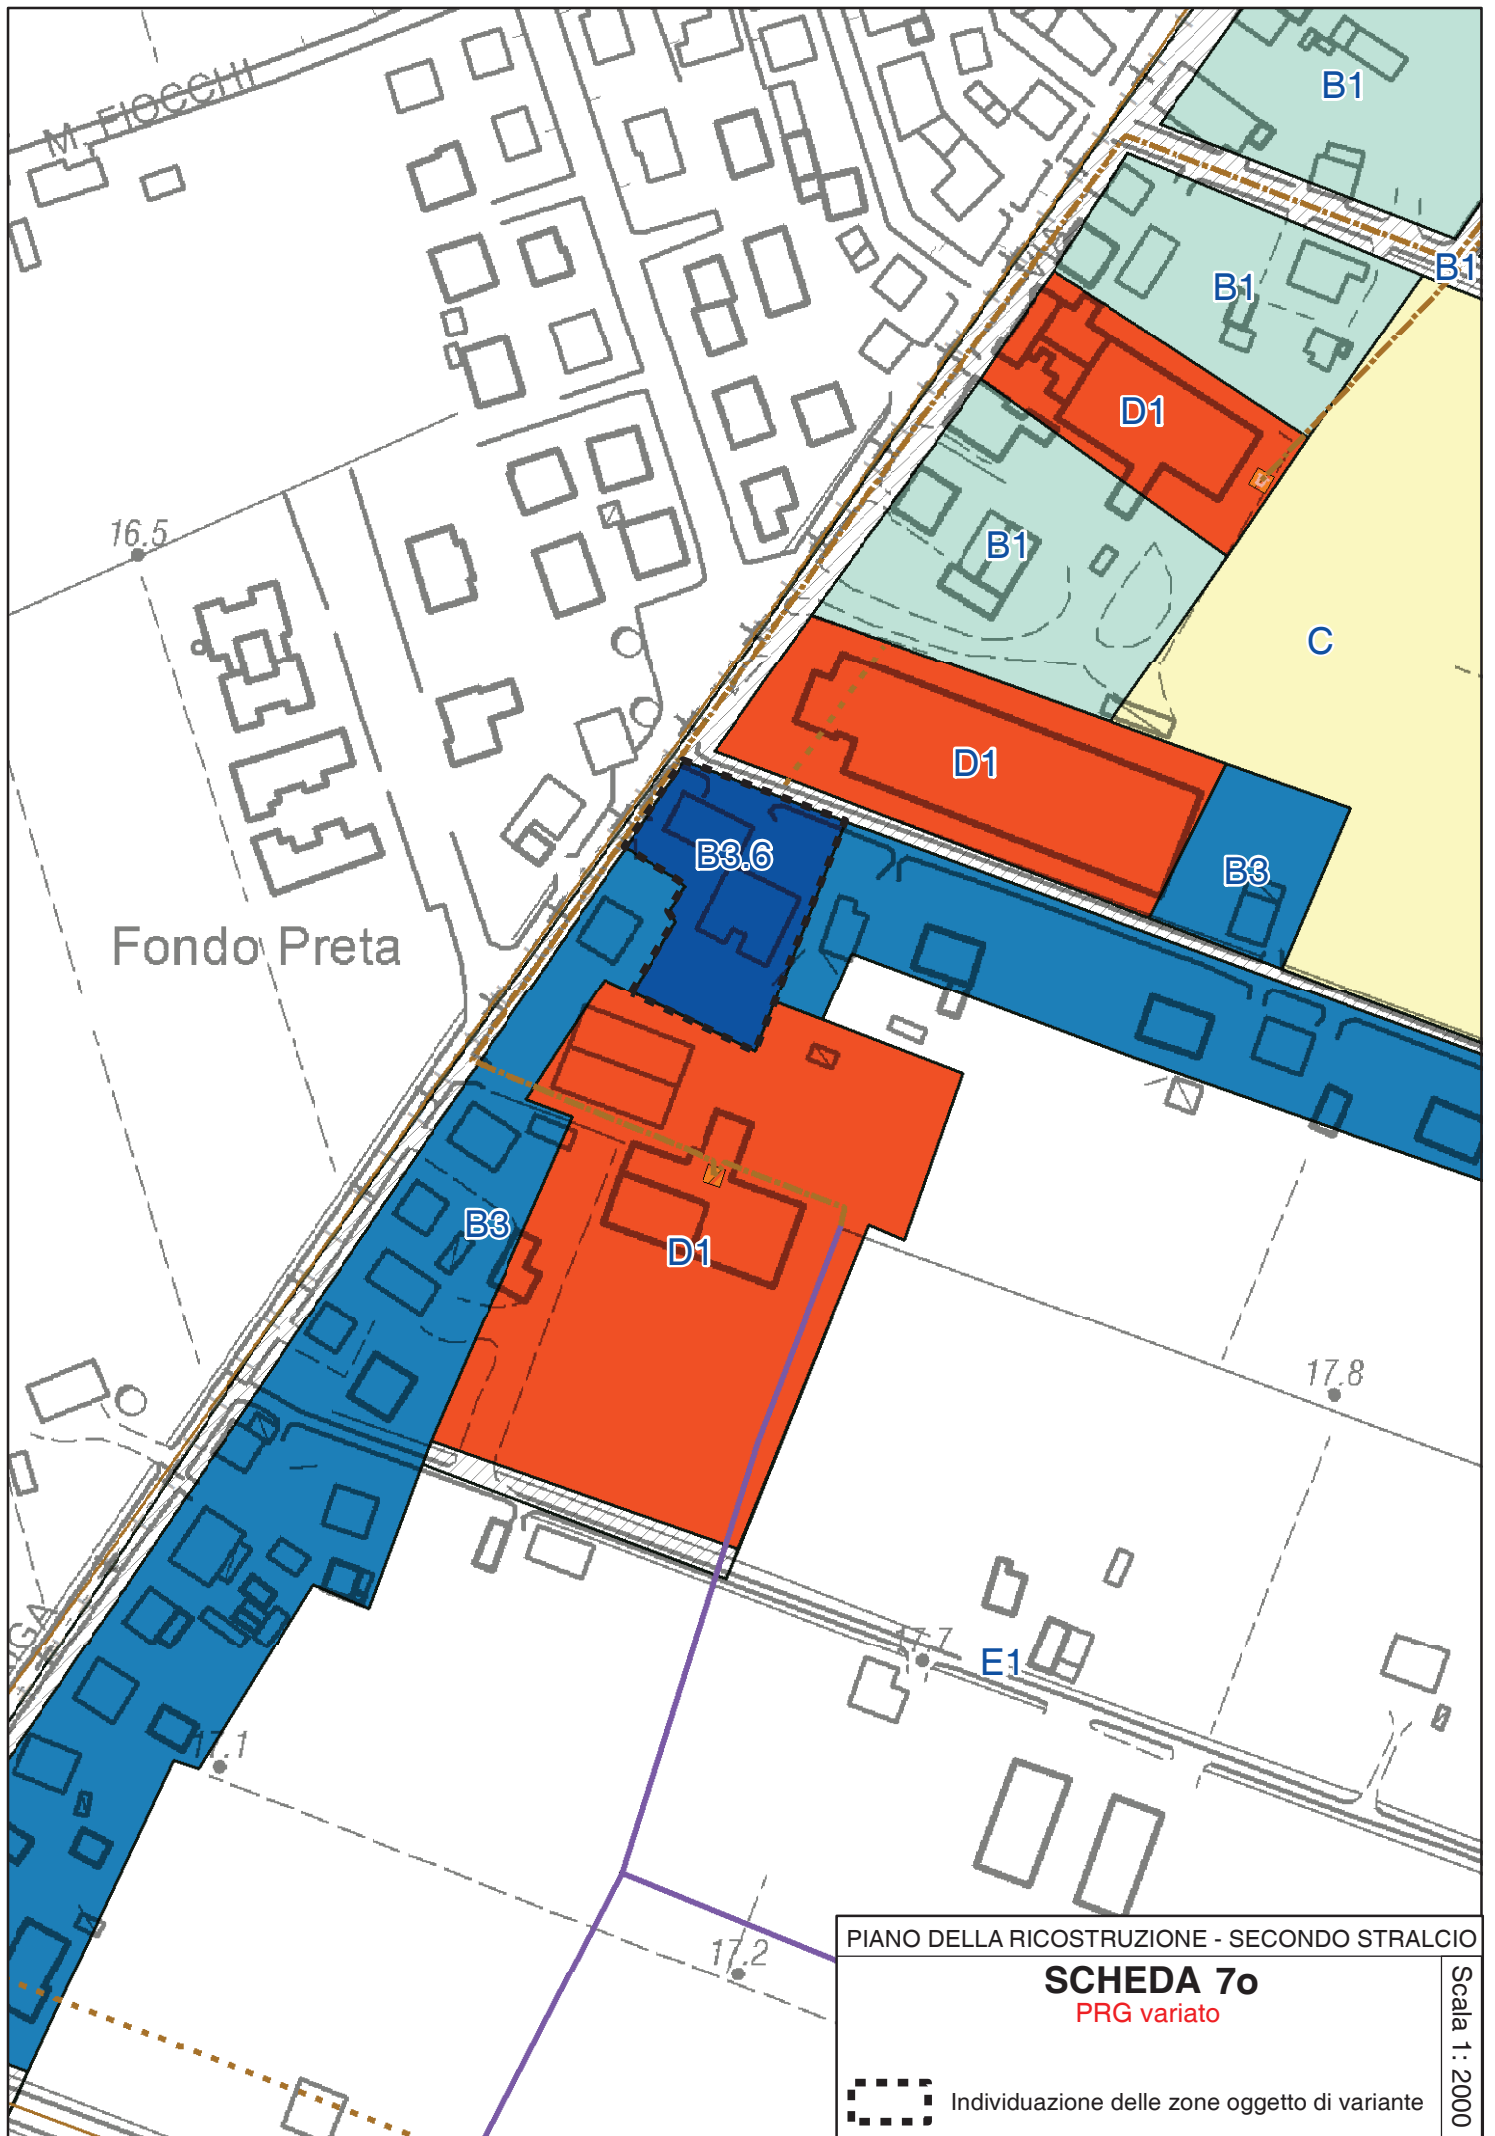 M. FIOCCHI
B1
B1
B1
D1
16.5
B1
C
D1
B3.6
B3
Fondo Preta
B3
D1
17.8
17.7
E1
17.1
17.2
PIANO DELLA RICOSTRUZIONE - SECONDO STRALCIO
SCHEDA 7o
PRG variato
Scala 1: 2000
Individuazione delle zone oggetto di variante